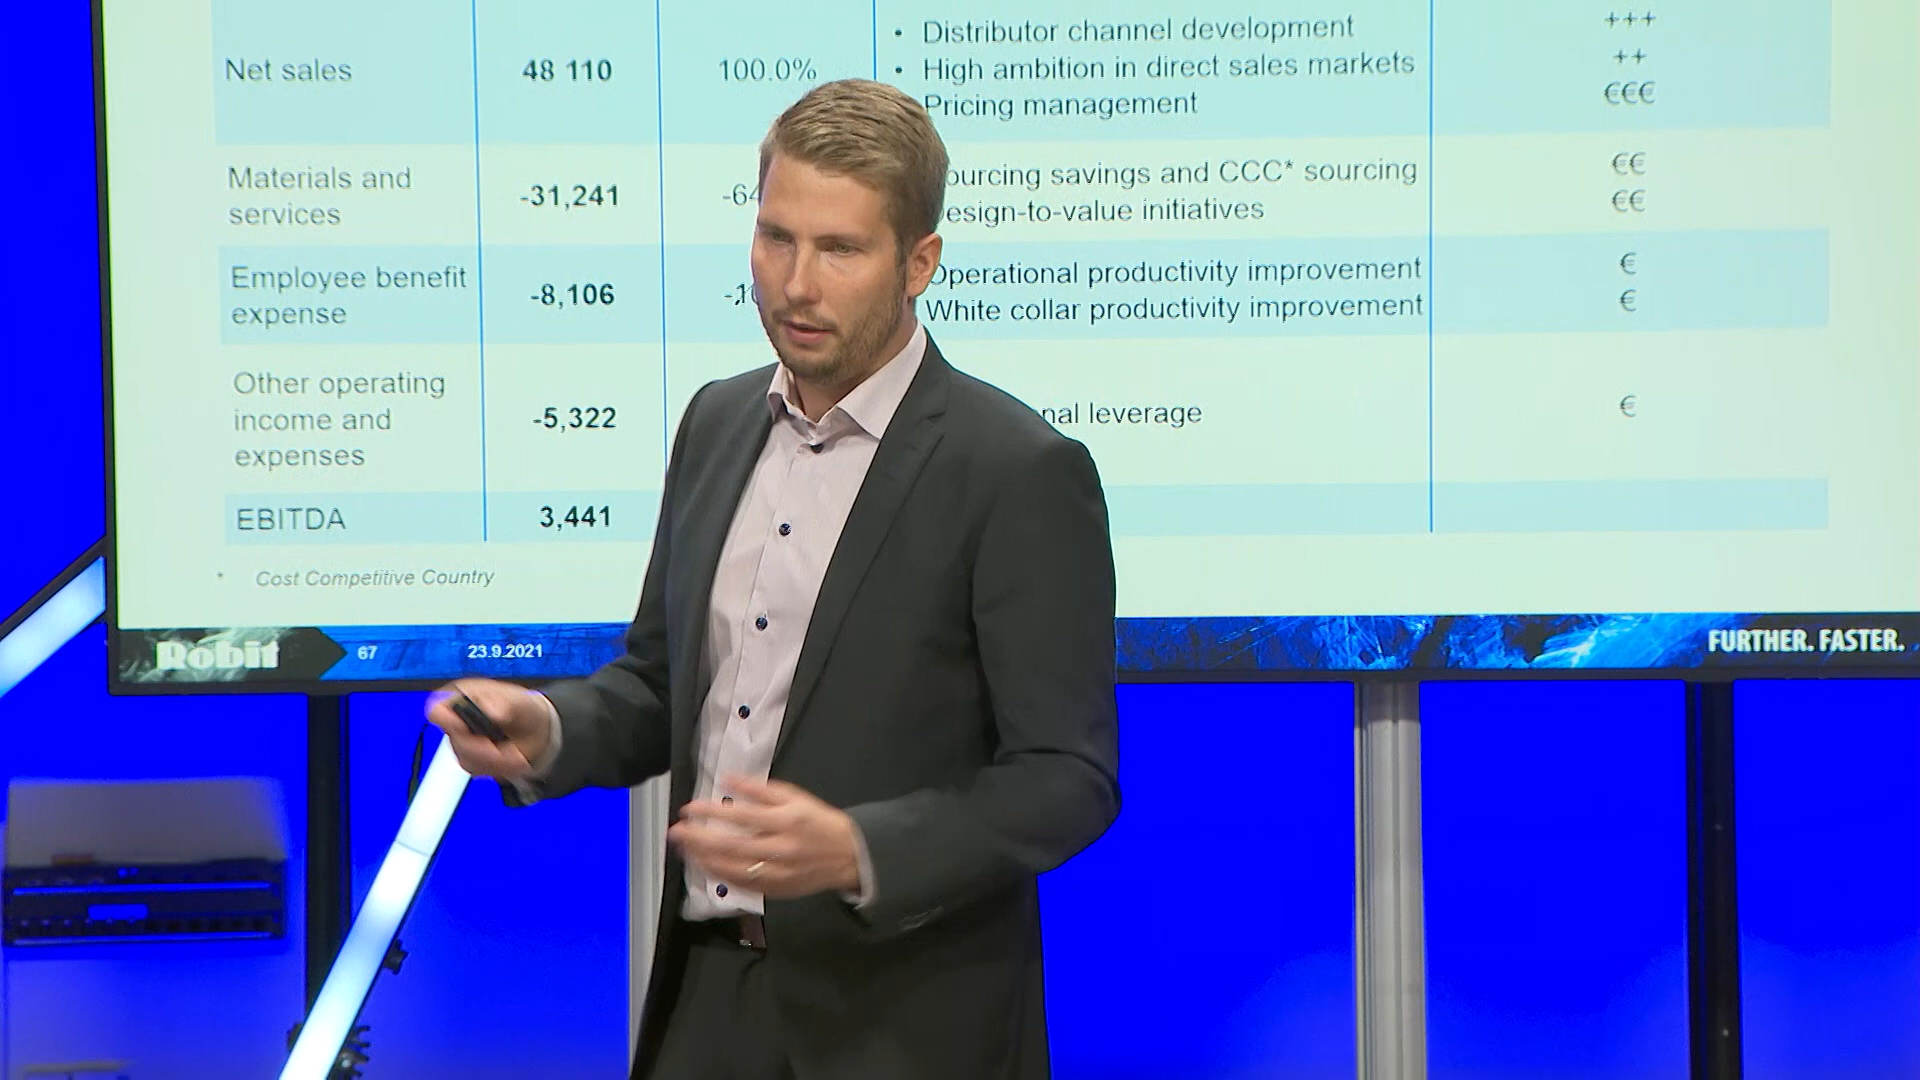 • Distributor channel development +++
Net sales 48 110 100.0% • High ambition in direct sales markets ++
Pricing management €€€
Materials and
services -31,241 -64
ourcing savings and CCC* sourcing €€
esign-to-value initiatives €€
Employee benefit
expense -8,106
Operational productivity improvement €
White collar productivity improvement €
Other operating
income and
expenses -5,322
nal leverage €
EBITDA 3,441
* Cost Competitive Country
Robit 67 23.9.2021 FURTHER. FASTER.